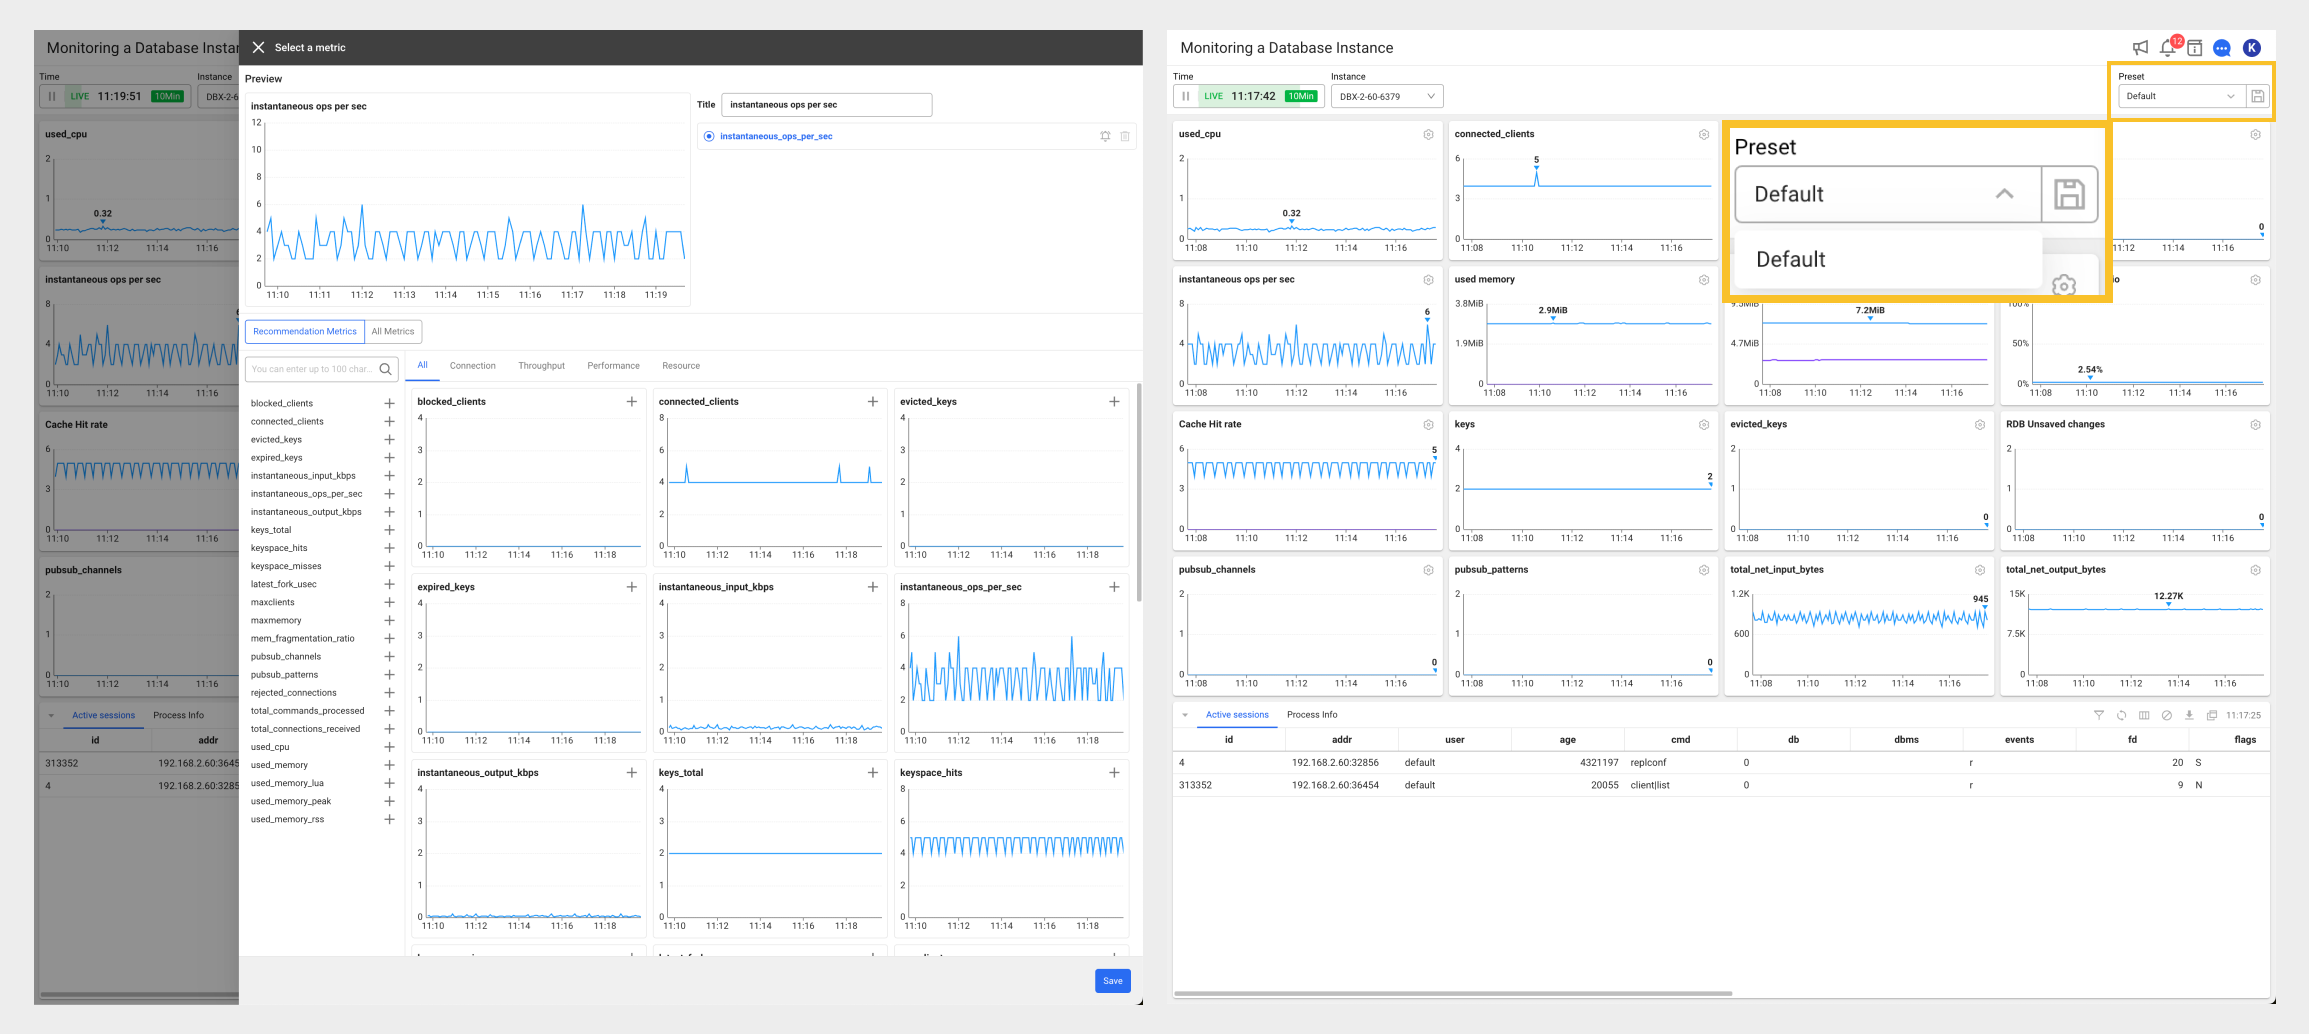 Monitoring a Database Instar
Time
Instance
LIVE 11:19:51 10Min
DBX-2-6
used_cpu
2
1
0
0.32
11:10 11:12 11:14 11:16
instantaneous ops per sec
8
4
0
6
11:10 11:12 11:14 11:16
Cache Hit rate
6
3
0
11:10 11:12 11:14 11:16
pubsub_channels
2
1
0
11:10 11:12 11:14 11:16
Active sessions Process Info
id addr
313352 192.168.2.60:3645
4 192.168.2.60:3285
Select a metric
Preview
instantaneous ops per sec
12
10
8
6
4
2
0
11:10 11:11 11:12 11:13 11:14 11:15 11:16 11:17 11:18 11:19
Title instantaneous ops per sec
instantaneous_ops_per_sec
Recommendation Metrics All Metrics
You can enter up to 100 char...
All Connection Throughput Performance Resource
blocked_clients
connected_clients
evicted_keys
expired_keys
instantaneous_input_kbps
instantaneous_ops_per_sec
instantaneous_output_kbps
keys_total
keyspace_hits
keyspace_misses
latest_fork_usec
maxclients
maxmemory
mem_fragmentation_ratio
pubsub_channels
pubsub_patterns
rejected_connections
total_commands_processed
total_connections_received
used_cpu
used_memory
used_memory_lua
used_memory_peak
used_memory_rss
blocked_clients
4
3
2
1
0
11:10 11:12 11:14 11:16 11:18
connected_clients
8
6
4
2
0
11:10 11:12 11:14 11:16 11:18
evicted_keys
4
3
2
1
0
11:10 11:12 11:14 11:16 11:18
expired_keys
4
3
2
1
0
11:10 11:12 11:14 11:16 11:18
instantaneous_input_kbps
4
3
2
1
0
11:10 11:12 11:14 11:16 11:18
instantaneous_ops_per_sec
8
6
4
2
0
11:10 11:12 11:14 11:16 11:18
instantaneous_output_kbps
4
3
2
1
0
11:10 11:12 11:14 11:16 11:18
keys_total
4
3
2
1
0
11:10 11:12 11:14 11:16 11:18
keyspace_hits
8
6
4
2
0
11:10 11:12 11:14 11:16 11:18
Save
Monitoring a Database Instance
12
K
Time
Instance
Preset
LIVE 11:17:42 10Min
DBX-2-60-6379
Default
Preset
Default
Default
used_cpu
2
1
0
0.32
11:08 11:10 11:12 11:14 11:16
connected_clients
6
3
0
5
11:08 11:10 11:12 11:14 11:16
0
11:12 11:14 11:16
instantaneous ops per sec
8
4
0
6
11:08 11:10 11:12 11:14 11:16
used memory
3.8MiB
1.9MiB
0
2.9MiB
11:08 11:10 11:12 11:14 11:16
9.5MiB
4.7MiB
0
7.2MiB
11:08 11:10 11:12 11:14 11:16
io
100%
50%
0%
2.54%
11:08 11:10 11:12 11:14 11:16
Cache Hit rate
6
3
0
5
11:08 11:10 11:12 11:14 11:16
keys
4
2
0
2
11:08 11:10 11:12 11:14 11:16
evicted_keys
2
1
0
0
11:08 11:10 11:12 11:14 11:16
RDB Unsaved changes
2
1
0
0
11:08 11:10 11:12 11:14 11:16
pubsub_channels
2
1
0
0
11:08 11:10 11:12 11:14 11:16
pubsub_patterns
2
1
0
0
11:08 11:10 11:12 11:14 11:16
total_net_input_bytes
1.2K
600
0
945
11:08 11:10 11:12 11:14 11:16
total_net_output_bytes
15K
7.5K
0
12.27K
11:08 11:10 11:12 11:14 11:16
Active sessions Process Info
11:17:25
id addr user age cmd db dbms events fd flags
4 192.168.2.60:32856 default 4321197 replconf 0 r 20 S
313352 192.168.2.60:36454 default 20055 client|list 0 r 9 N